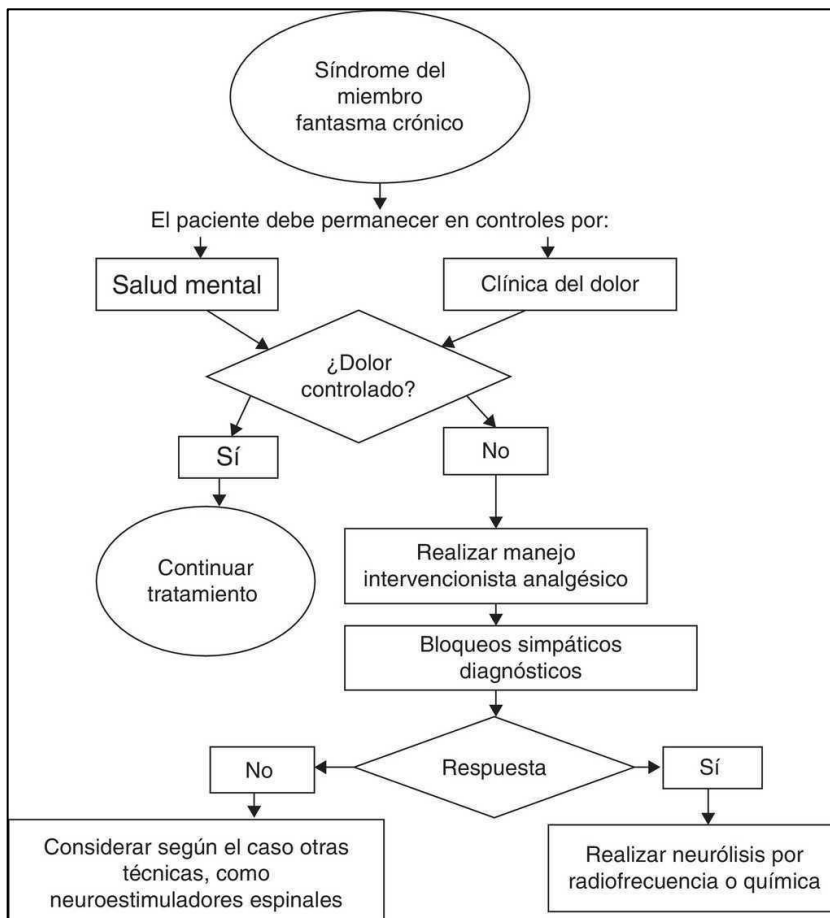 Síndrome del
miembro
fantasma crónico
El paciente debe permanecer en controles por:
Salud mental
Clínica del dolor
¿Dolor
controlado?
Sí
No
Continuar
tratamiento
Realizar manejo
intervencionista analgésico
Bloqueos simpáticos
diagnósticos
Respuesta
No
Sí
Considerar según el caso otras
técnicas, como
neuroestimuladores espinales
Realizar neurólisis por
radiofrecuencia o química